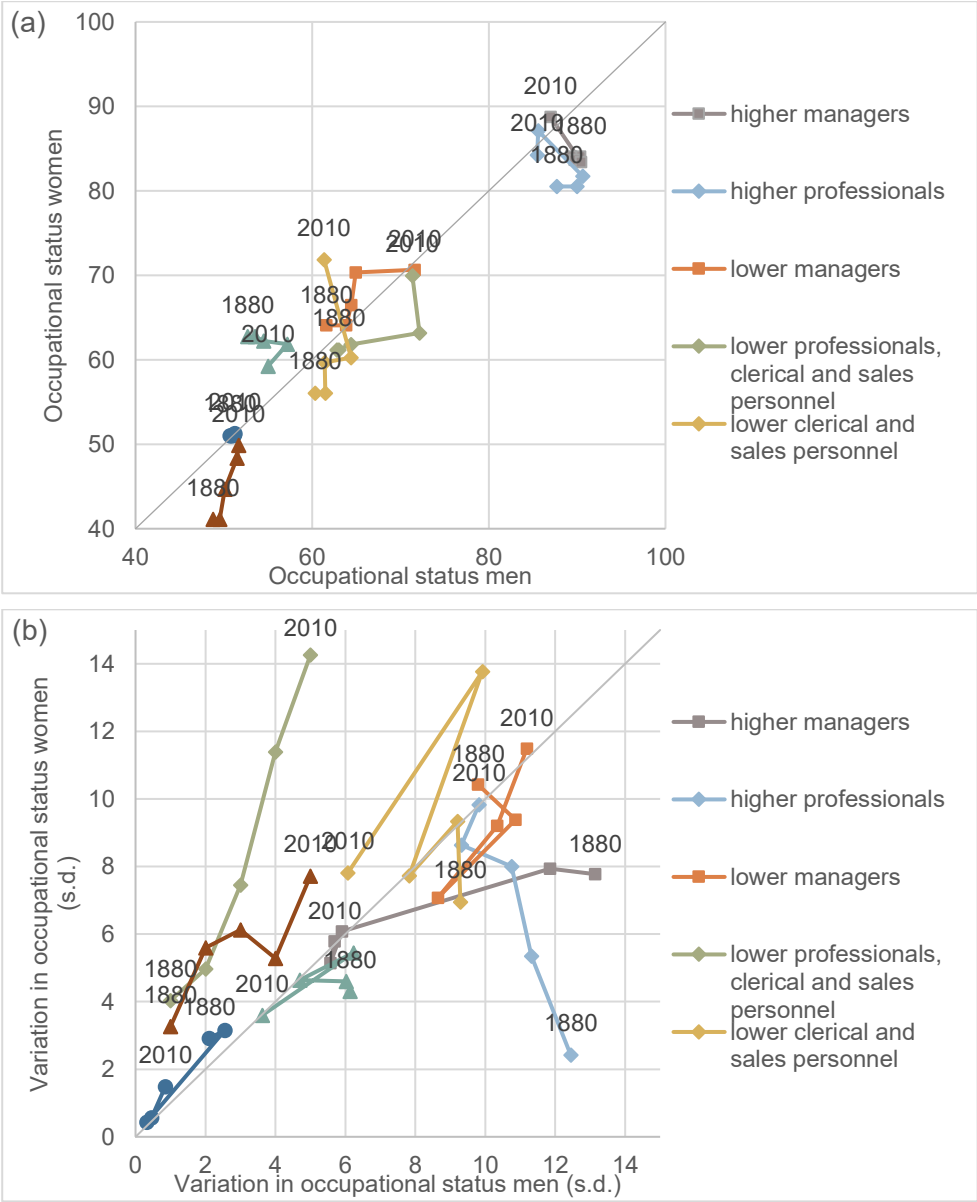 (a)
100
90
80
70
60
50
40
Occupational status women
40
60
80
100
Occupational status men
2010
2010
1880
1880
2010
2010
2010
1880
1880
1880
2010
1880
2010
1880
2010
1880
higher managers
higher professionals
lower managers
lower professionals,
clerical and sales
personnel
lower clerical and
sales personnel
(b)
14
12
10
8
6
4
2
0
Variation in occupational status women
(s.d.)
0
2
4
6
8
10
12
14
Variation in occupational status men (s.d.)
2010
2010
1880
2010
2010
2010
1880
1880
2010
1880
1880
2010
1880
1880
1880
2010
higher managers
higher professionals
lower managers
lower professionals,
clerical and sales
personnel
lower clerical and
sales personnel